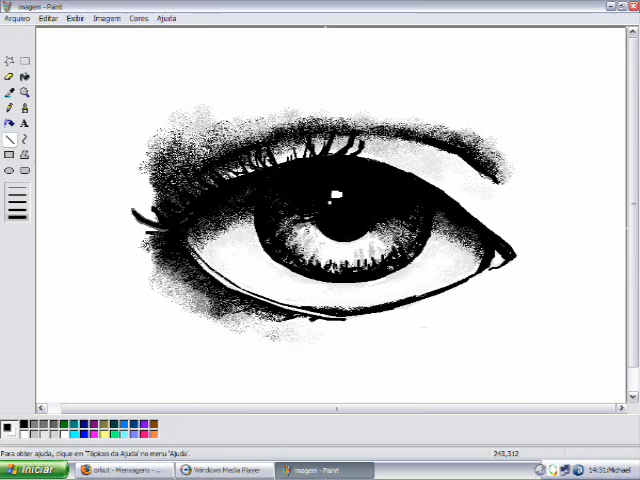 imagem - Paint
Arquivo Editar Exibir Imagem Cores Ajuda
A
Para obter ajuda, clique em 'Tópicos da Ajuda' no menu 'Ajuda'.
243,312
Iniciar
orkut - Mensagens - ...
Windows Media Player
imagem - Paint
14:31:Michael